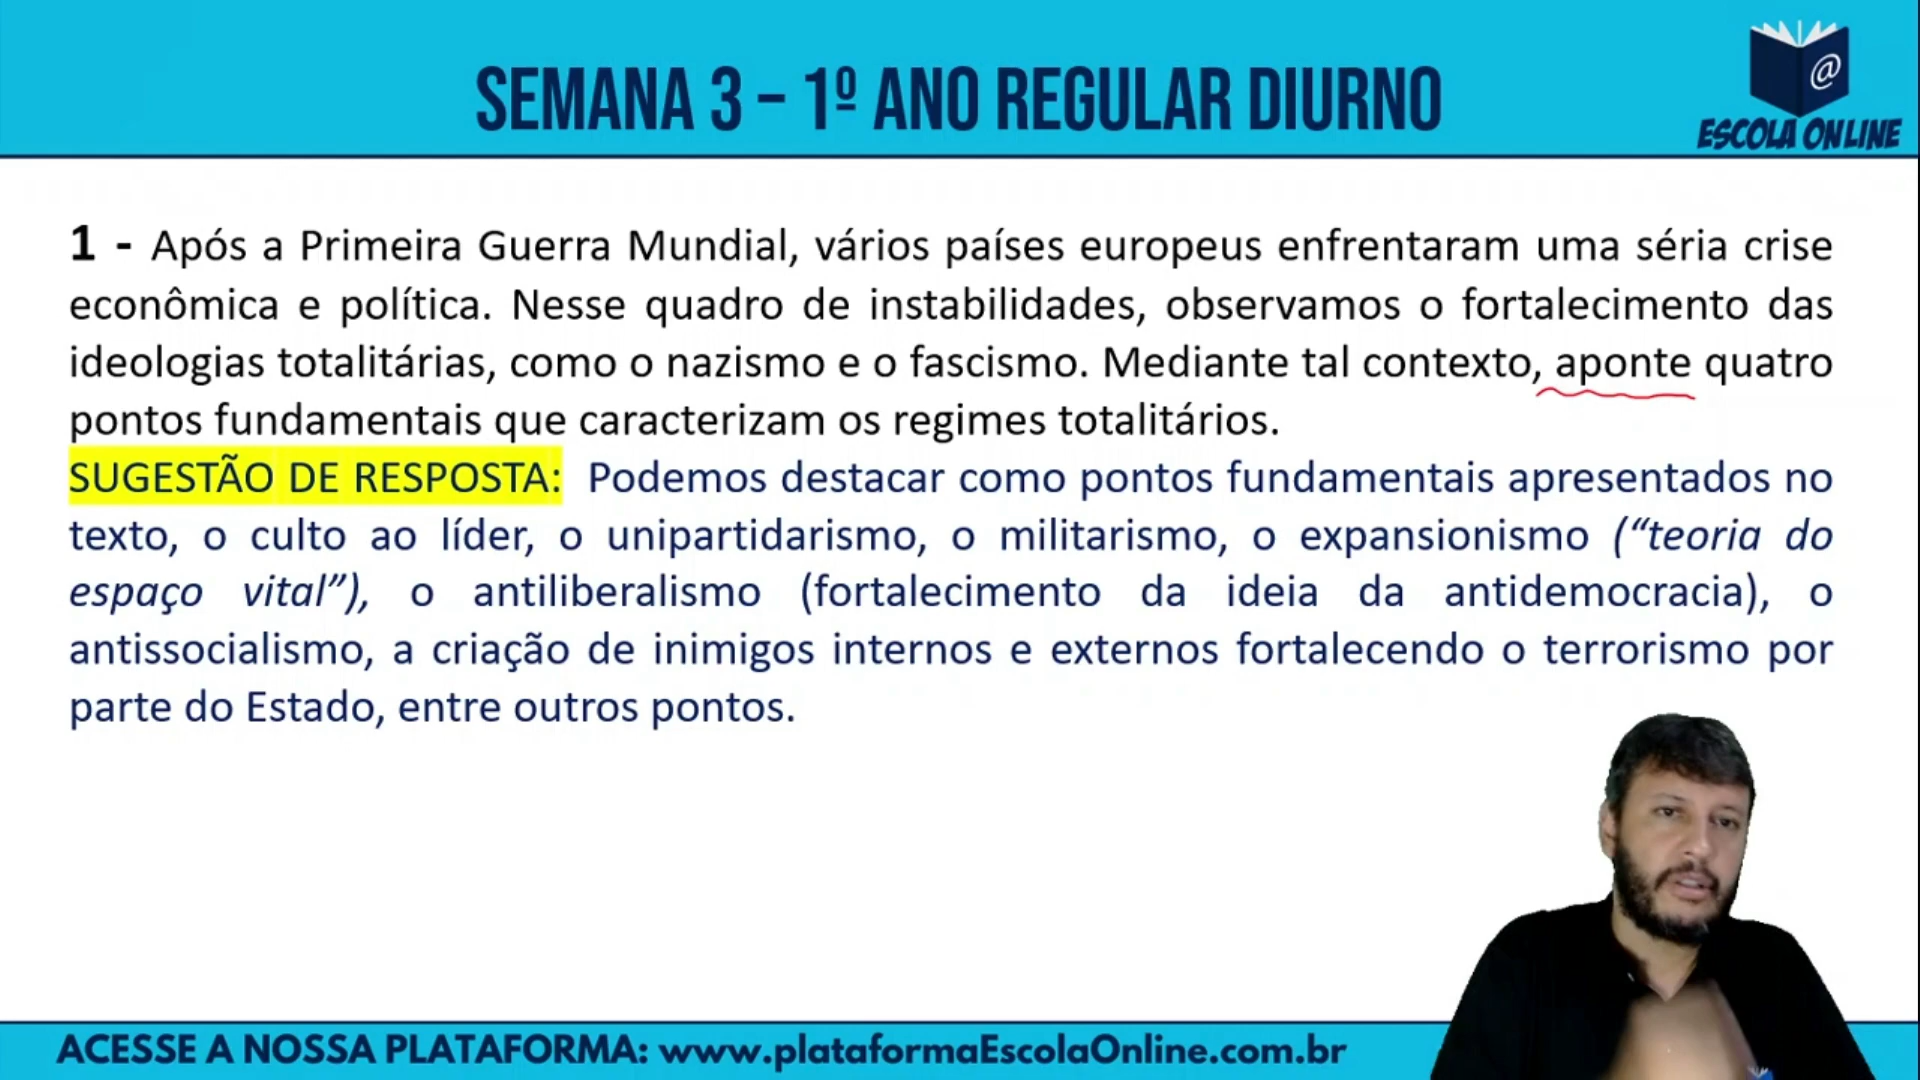 SEMANA 3 – 1º ANO REGULAR DIURNO
@
ESCOLA ONLINE
1 - Após a Primeira Guerra Mundial, vários países europeus enfrentaram uma séria crise
econômica e política. Nesse quadro de instabilidades, observamos o fortalecimento das
ideologias totalitárias, como o nazismo e o fascismo. Mediante tal contexto, aponte quatro
pontos fundamentais que caracterizam os regimes totalitários.
SUGESTÃO DE RESPOSTA: Podemos destacar como pontos fundamentais apresentados no
texto, o culto ao líder, o unipartidarismo, o militarismo, o expansionismo (“teoria do
espaço vital”), o antiliberalismo (fortalecimento da ideia da antidemocracia), o
antissocialismo, a criação de inimigos internos e externos fortalecendo o terrorismo por
parte do Estado, entre outros pontos.
ACESSE A NOSSA PLATAFORMA: www.plataformaEscolaOnline.com.br